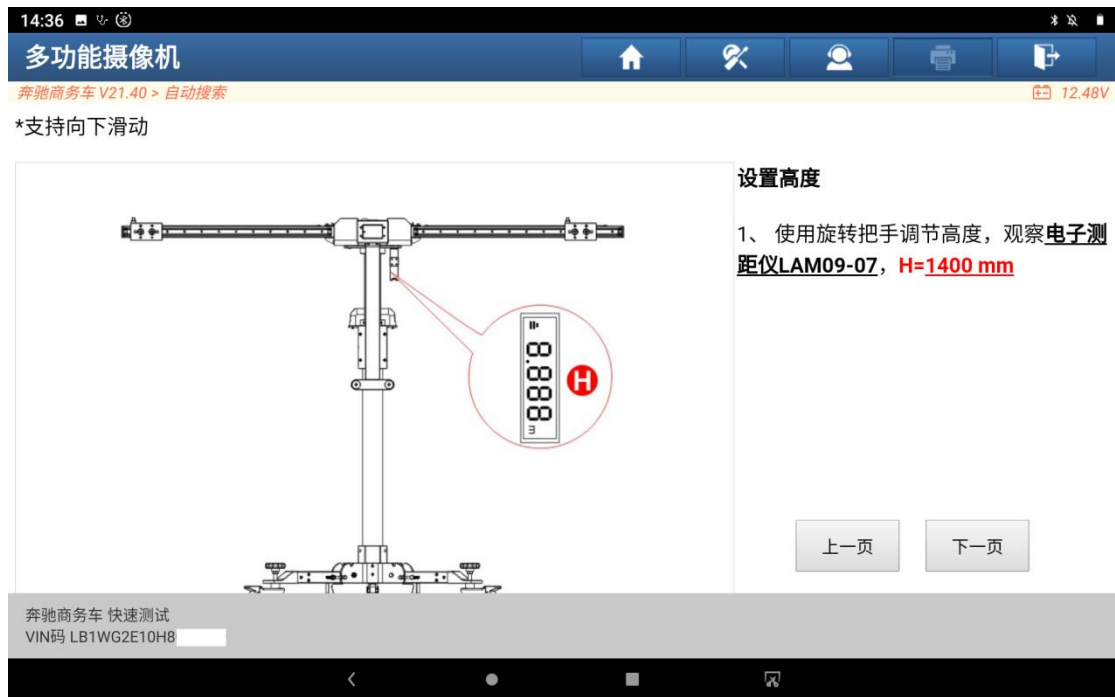 14:36
多功能摄像机
奔驰商务车 V21.40 > 自动搜索
12.48V
*支持向下滑动
设置高度
1、 使用旋转把手调节高度，观察电子测
距仪LAM09-07，H=1400 mm
8.888
m
H
上一页
下一页
奔驰商务车 快速测试
VIN码 LB1WG2E10H8